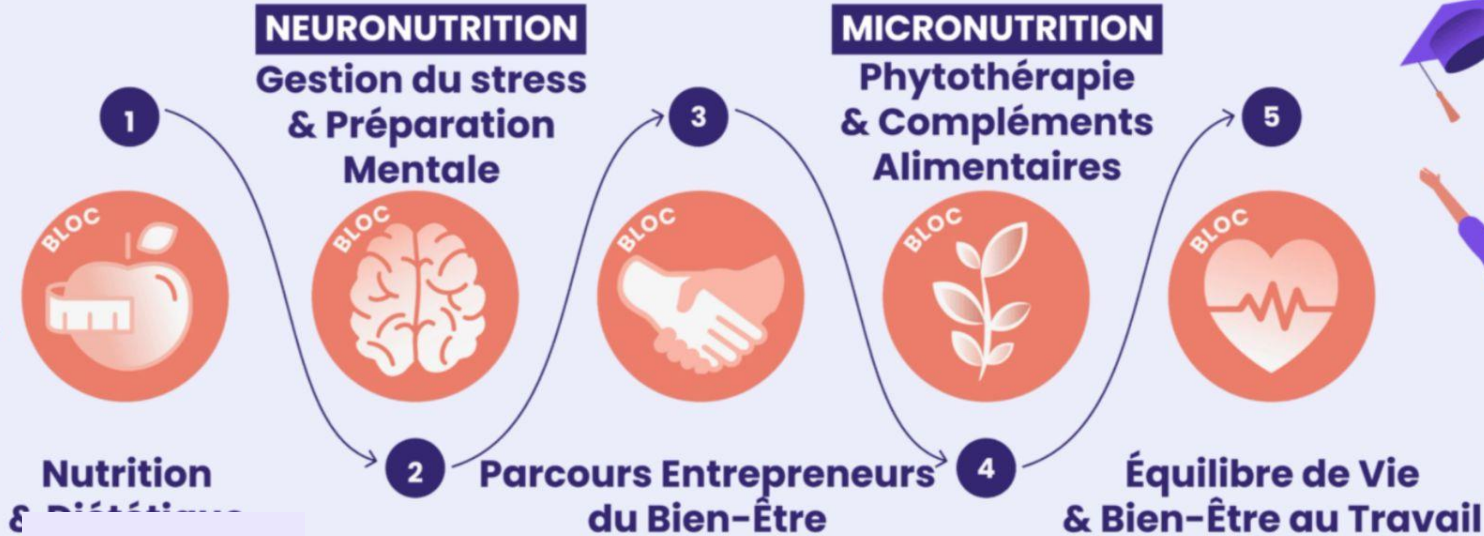 1
BLOC
Nutrition
&
NEURONUTRITION
Gestion du stress
& Préparation
Mentale
BLOC
2
3
BLOC
Parcours Entrepreneurs
du Bien-Être
MICRONUTRITION
Phytothérapie
& Compléments
Alimentaires
BLOC
4
5
BLOC
Équilibre de Vie
& Bien-Être au Travail